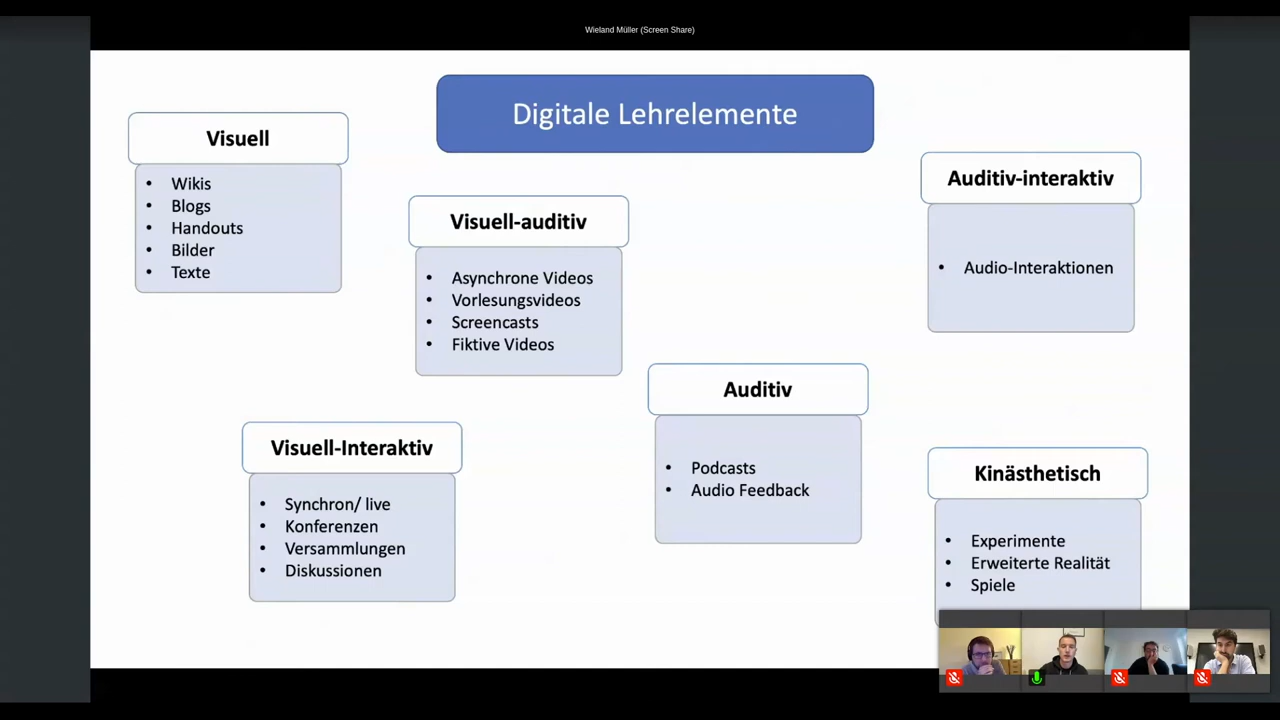 Wieland Müller (Screen Share)
Digitale Lehrelemente
Visuell
• Wikis
• Blogs
• Handouts
• Bilder
• Texte
Visuell-auditiv
• Asynchrone Videos
• Vorlesungsvideos
• Screencasts
• Fiktive Videos
Auditiv-interaktiv
• Audio-Interaktionen
Auditiv
• Podcasts
• Audio Feedback
Visuell-Interaktiv
• Synchron/ live
• Konferenzen
• Versammlungen
• Diskussionen
Kinästhetisch
• Experimente
• Erweiterte Realität
• Spiele